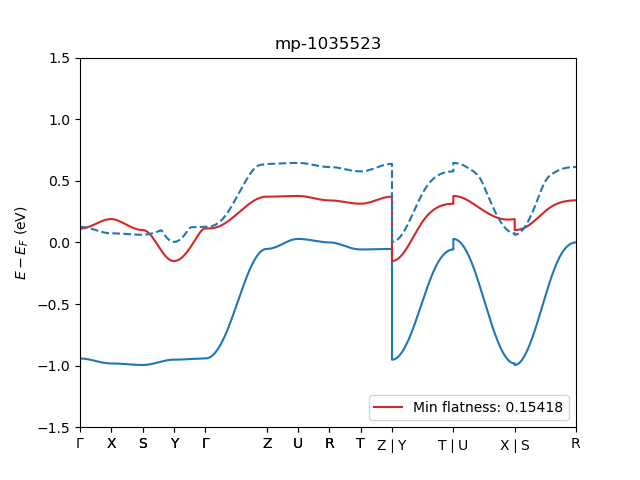 mp-1035523
1.5
1.0
0.5
0.0
−0.5
−1.0
−1.5
E − E_F (eV)
Min flatness: 0.15418
Γ X S Y Γ Z U R T Z | Y T | U X | S R